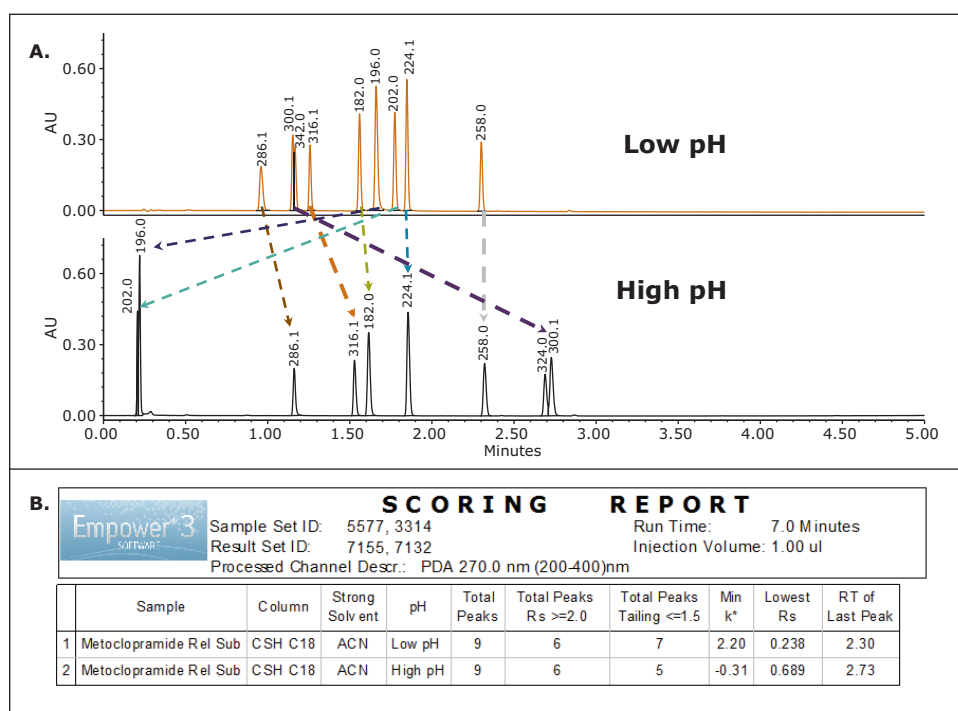 A.
AU
0.60
0.30
0.00
286.1
300.1
342.0
316.1
182.0
196.0
202.0
224.1
258.0
Low pH
AU
0.60
0.30
0.00
202.0
196.0
286.1
316.1
182.0
224.1
258.0
324.0
300.1
High pH
0.00 0.50 1.00 1.50 2.00 2.50 3.00 3.50 4.00 4.50 5.00
Minutes
B.
Empower 3
SOFTWARE
SCORING REPORT
Sample Set ID: 5577, 3314 Run Time: 7.0 Minutes
Result Set ID: 7155, 7132 Injection Volume: 1.00 ul
Processed Channel Descr.: PDA 270.0 nm (200-400)nm
Sample Column Strong Solvent pH Total Peaks Total Peaks Rs >=2.0 Total Peaks Tailing <=1.5 Min k* Lowest Rs RT of Last Peak
1 Metoclopramide Rel Sub CSH C18 ACN Low pH 9 6 7 2.20 0.238 2.30
2 Metoclopramide Rel Sub CSH C18 ACN High pH 9 6 5 -0.31 0.689 2.73